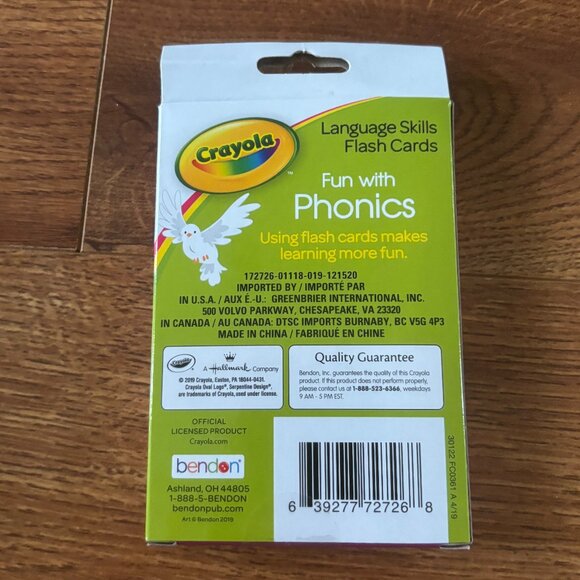 Crayola
™
Language Skills
Flash Cards
Fun with
Phonics
Using flash cards makes
learning more fun.
172726-01118-019-121520
IMPORTED BY / IMPORTÉ PAR
IN U.S.A. / AUX É.-U.: GREENBRIER INTERNATIONAL, INC.
500 VOLVO PARKWAY, CHESAPEAKE, VA 23320
IN CANADA / AU CANADA: DTSC IMPORTS BURNABY, BC V5G 4P3
MADE IN CHINA / FABRIQUÉ EN CHINE
Crayola
A Hallmark Company
© 2019 Crayola, Easton, PA 18044-0431.
Crayola Oval Logo®, Serpentine Design®,
are trademarks of Crayola, used under license.
Quality Guarantee
Bendon, Inc. guarantees the quality of this Crayola
product. If this product does not perform properly,
please contact us at 1-888-523-6366, weekdays
9 AM - 5 PM EST.
OFFICIAL
LICENSED PRODUCT
Crayola.com
bendon®
Ashland, OH 44805
1-888-5-BENDON
bendonpub.com
Art © Bendon 2019
6 39277 72726 8
30122 FC0361 A 4/19